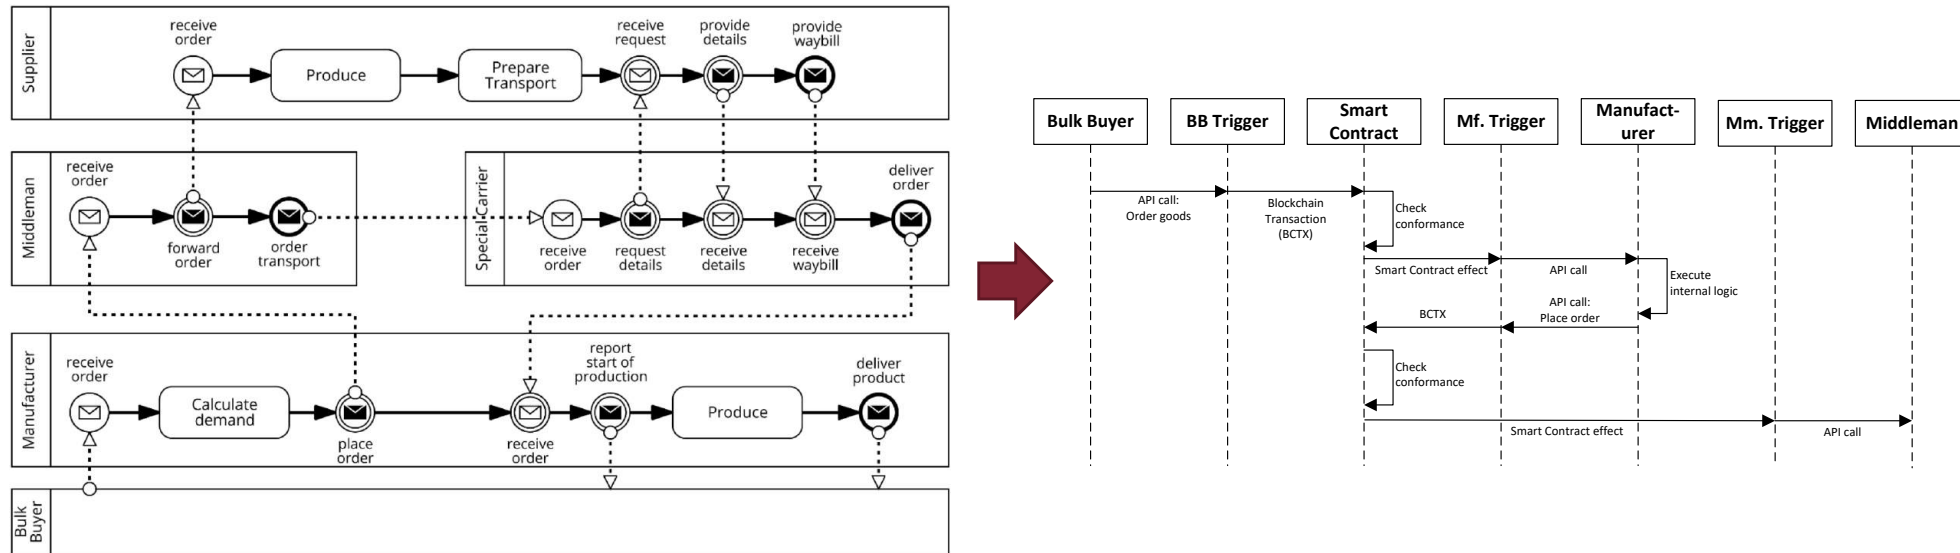 Supplier
receive
order
Produce
Prepare
Transport
receive
request
provide
details
provide
waybill
Middleman
receive
order
forward
order
order
transport
Special Carrier
receive
order
request
details
receive
details
receive
waybill
deliver
order
Manufacturer
receive
order
Calculate
demand
place
order
receive
order
report
start of
production
Produce
deliver
product
Bulk
Buyer
Bulk Buyer
BB Trigger
Smart
Contract
Mf. Trigger
Manufact-
urer
Mm. Trigger
Middleman
API call:
Order goods
Blockchain
Transaction
(BCTX)
Check
conformance
Smart Contract effect
API call
Execute
internal logic
BCTX
API call:
Place order
Check
conformance
Smart Contract effect
API call